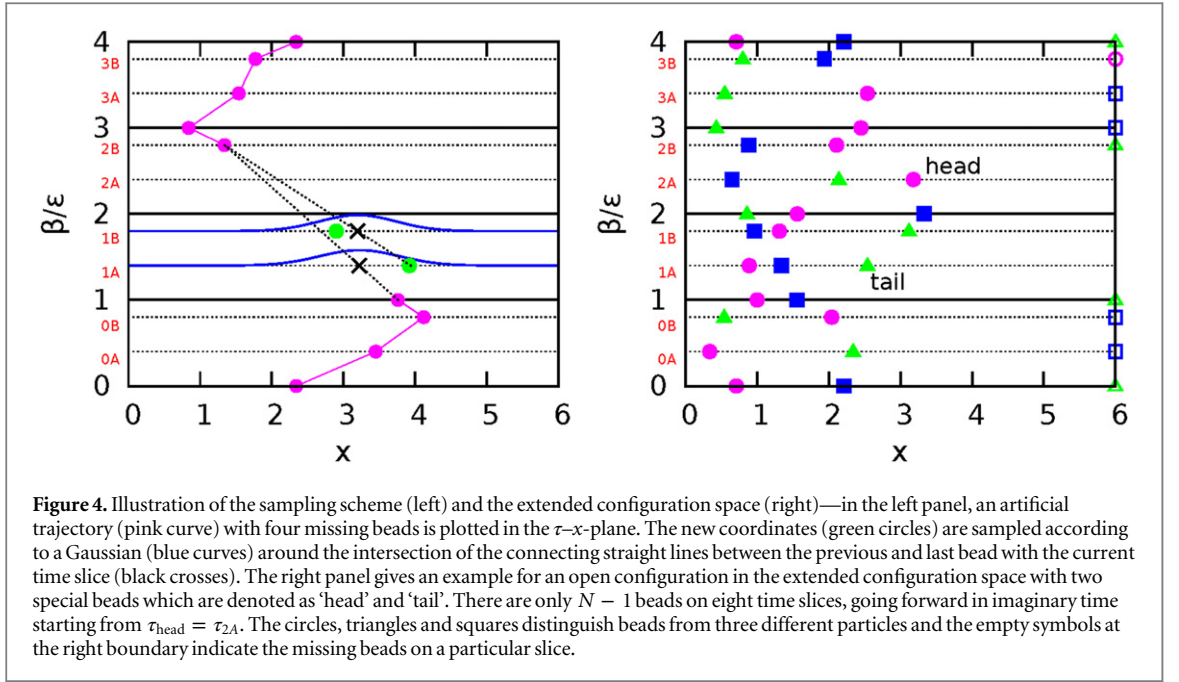 4
3B
3A
3
2B
2A
2
1B
1A
1
0B
0A
0
β/ε
0 1 2 3 4 5 6
x
4
3B
3A
3
2B
2A
2
1B
1A
1
0B
0A
0
β/ε
head
tail
0 1 2 3 4 5 6
x
Figure 4. Illustration of the sampling scheme (left) and the extended configuration space (right)—in the left panel, an artificial
trajectory (pink curve) with four missing beads is plotted in the τ–x-plane. The new coordinates (green circles) are sampled according
to a Gaussian (blue curves) around the intersection of the connecting straight lines between the previous and last bead with the current
time slice (black crosses). The right panel gives an example for an open configuration in the extended configuration space with two
special beads which are denoted as ‘head’ and ‘tail’. There are only N − 1 beads on eight time slices, going forward in imaginary time
starting from τhead = τ2A. The circles, triangles and squares distinguish beads from three different particles and the empty symbols at
the right boundary indicate the missing beads on a particular slice.